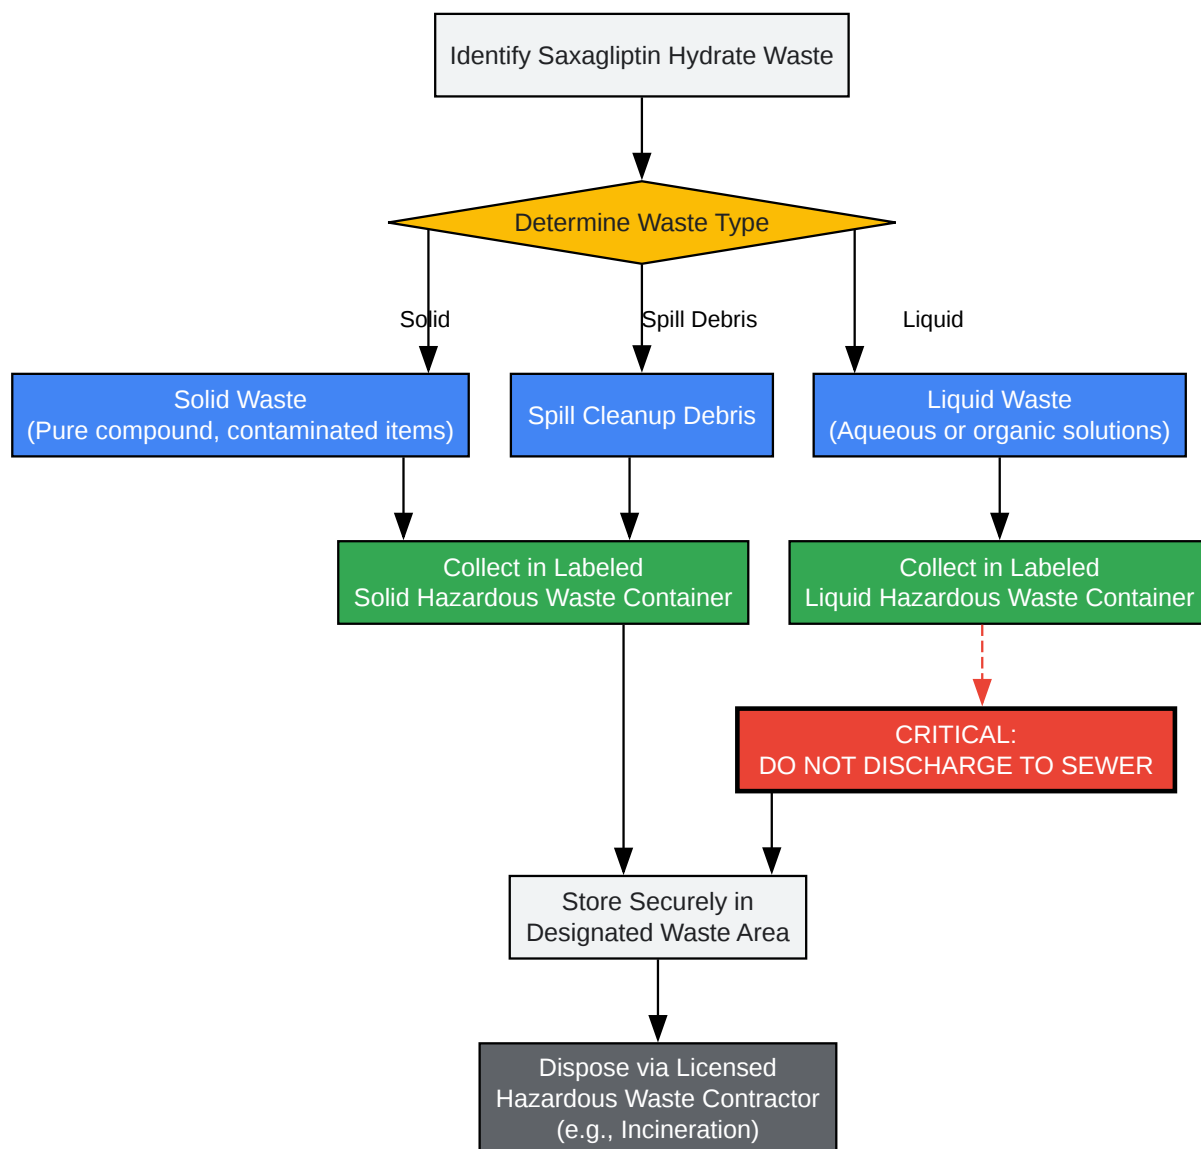 Identify Saxagliptin Hydrate Waste
Determine Waste Type
Solid
Spill Debris
Liquid
Solid Waste
(Pure compound, contaminated items)
Spill Cleanup Debris
Liquid Waste
(Aqueous or organic solutions)
Collect in Labeled
Solid Hazardous Waste Container
Collect in Labeled
Liquid Hazardous Waste Container
CRITICAL:
DO NOT DISCHARGE TO SEWER
Store Securely in
Designated Waste Area
Dispose via Licensed
Hazardous Waste Contractor
(e.g., Incineration)